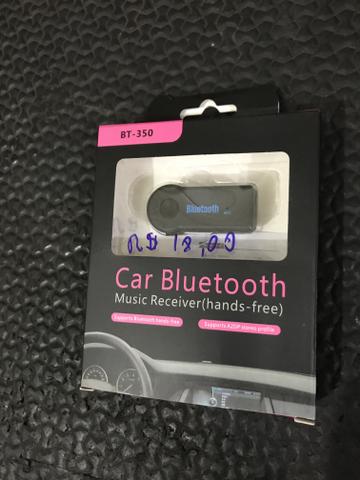 BT-350
Bluetooth
R$ 18,00
Car Bluetooth
Music Receiver(hands-free)
Supports Bluetooth hands-free
Supports A2DP stereo profile